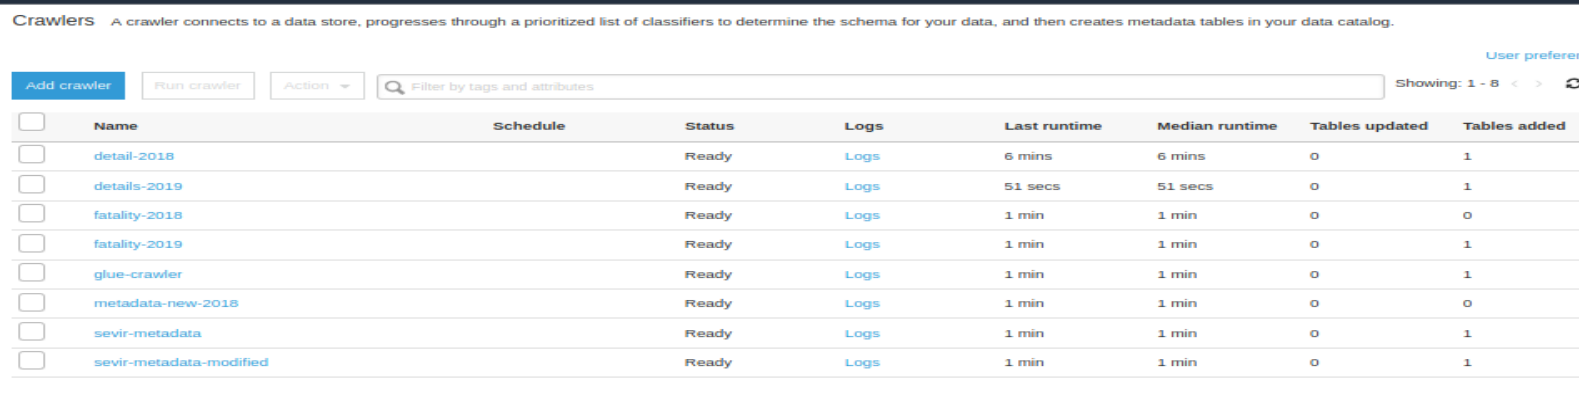 Crawlers A crawler connects to a data store, progresses through a prioritized list of classifiers to determine the schema for your data, and then creates metadata tables in your data catalog.
User preferen
Add crawler Run crawler Action Filter by tags and attributes Showing: 1 - 8 < >
Name Schedule Status Logs Last runtime Median runtime Tables updated Tables added
detail-2018 Ready Logs 6 mins 6 mins 0 1
details-2019 Ready Logs 51 secs 51 secs 0 1
fatality-2018 Ready Logs 1 min 1 min 0 0
fatality-2019 Ready Logs 1 min 1 min 0 1
glue-crawler Ready Logs 1 min 1 min 0 1
metadata-new-2018 Ready Logs 1 min 1 min 0 0
sevir-metadata Ready Logs 1 min 1 min 0 1
sevir-metadata-modified Ready Logs 1 min 1 min 0 1